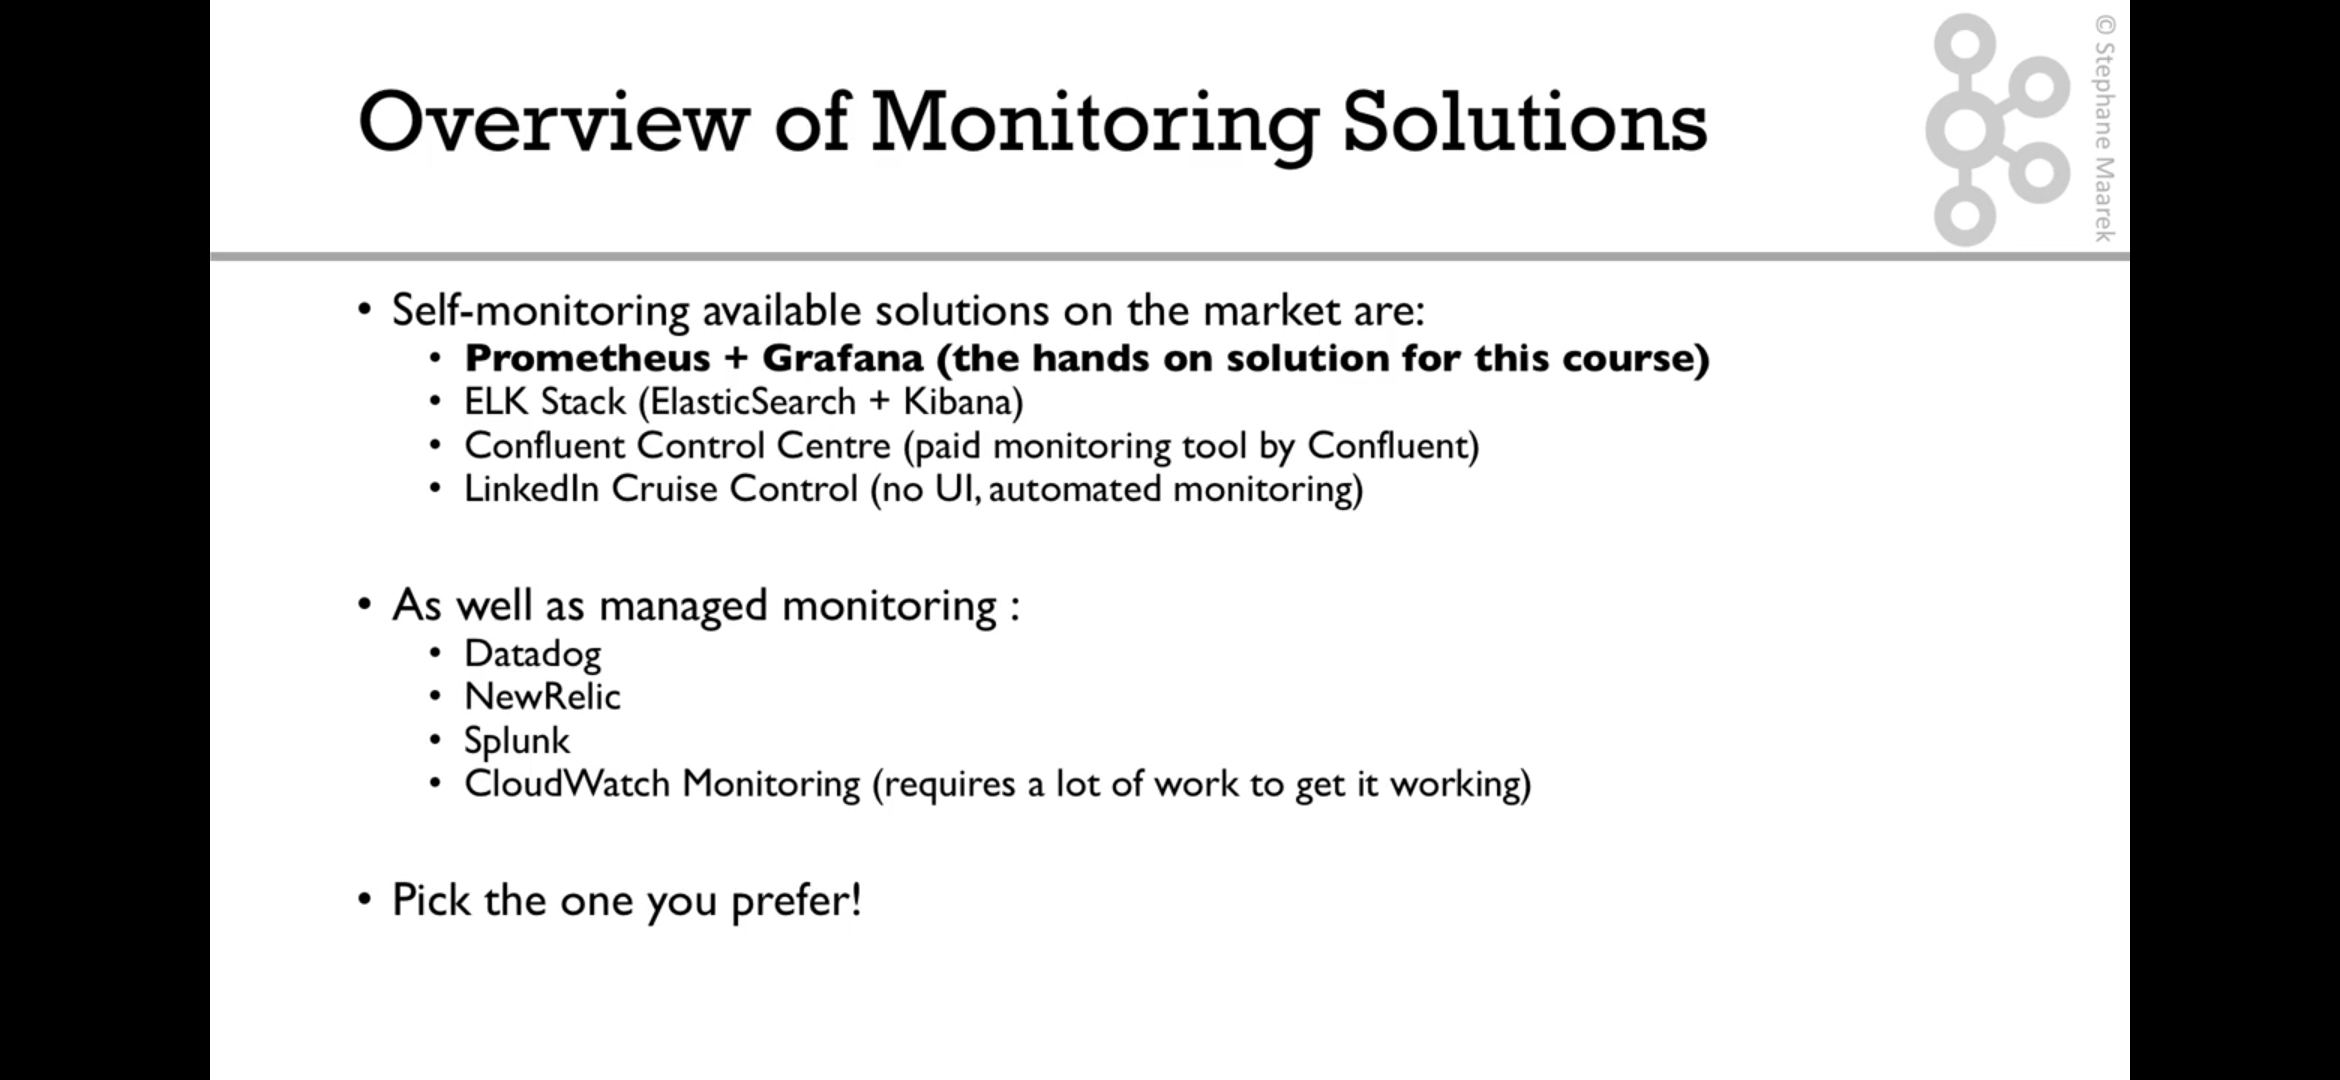 Overview of Monitoring Solutions
© Stephane Maarek
• Self-monitoring available solutions on the market are:
• Prometheus + Grafana (the hands on solution for this course)
• ELK Stack (ElasticSearch + Kibana)
• Confluent Control Centre (paid monitoring tool by Confluent)
• LinkedIn Cruise Control (no UI, automated monitoring)
• As well as managed monitoring :
• Datadog
• NewRelic
• Splunk
• CloudWatch Monitoring (requires a lot of work to get it working)
• Pick the one you prefer!